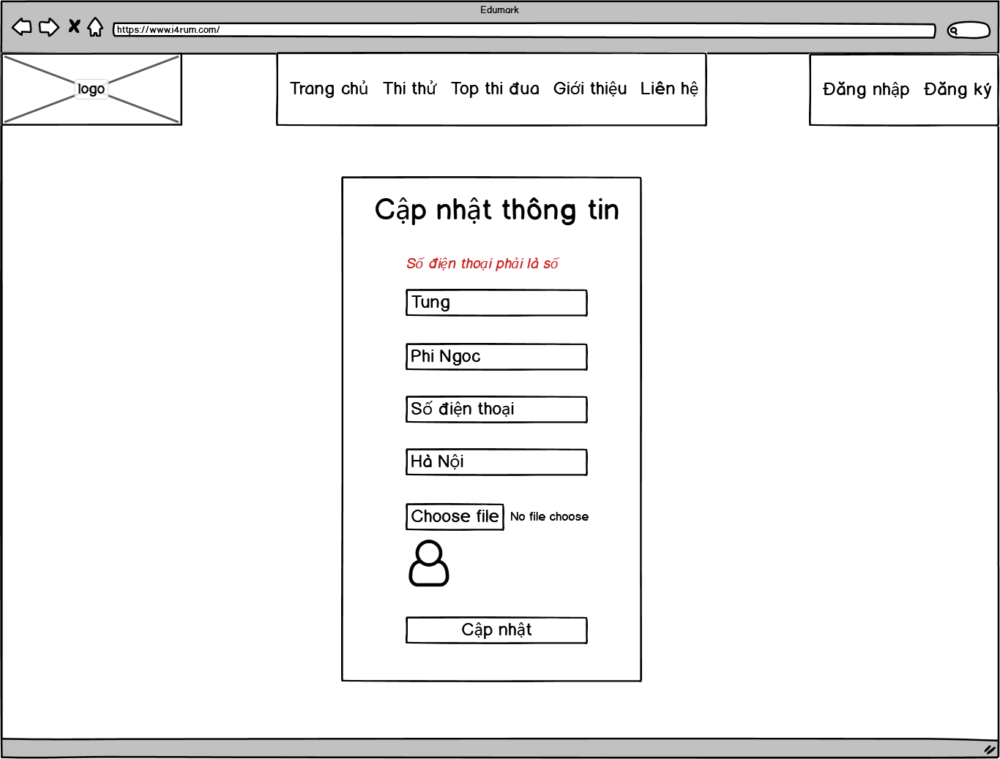 Edumark
https://www.i4rum.com/
logo
Trang chủ Thi thử Top thi đua Giới thiệu Liên hệ
Đăng nhập Đăng ký
Cập nhật thông tin
Số điện thoại phải là số
Tung
Phi Ngoc
Số điện thoại
Hà Nội
Choose file No file choose
Cập nhật